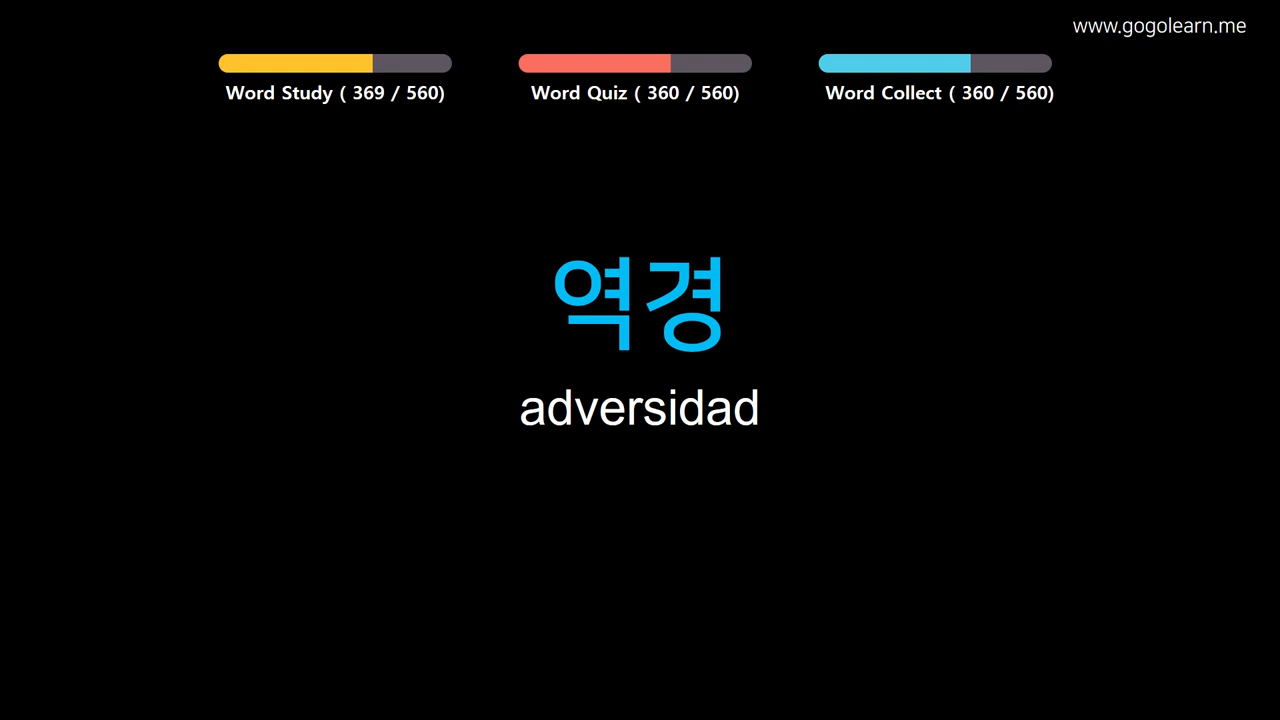 www.gogolearn.me
Word Study ( 369 / 560)
Word Quiz ( 360 / 560)
Word Collect ( 360 / 560)
역경
adversidad